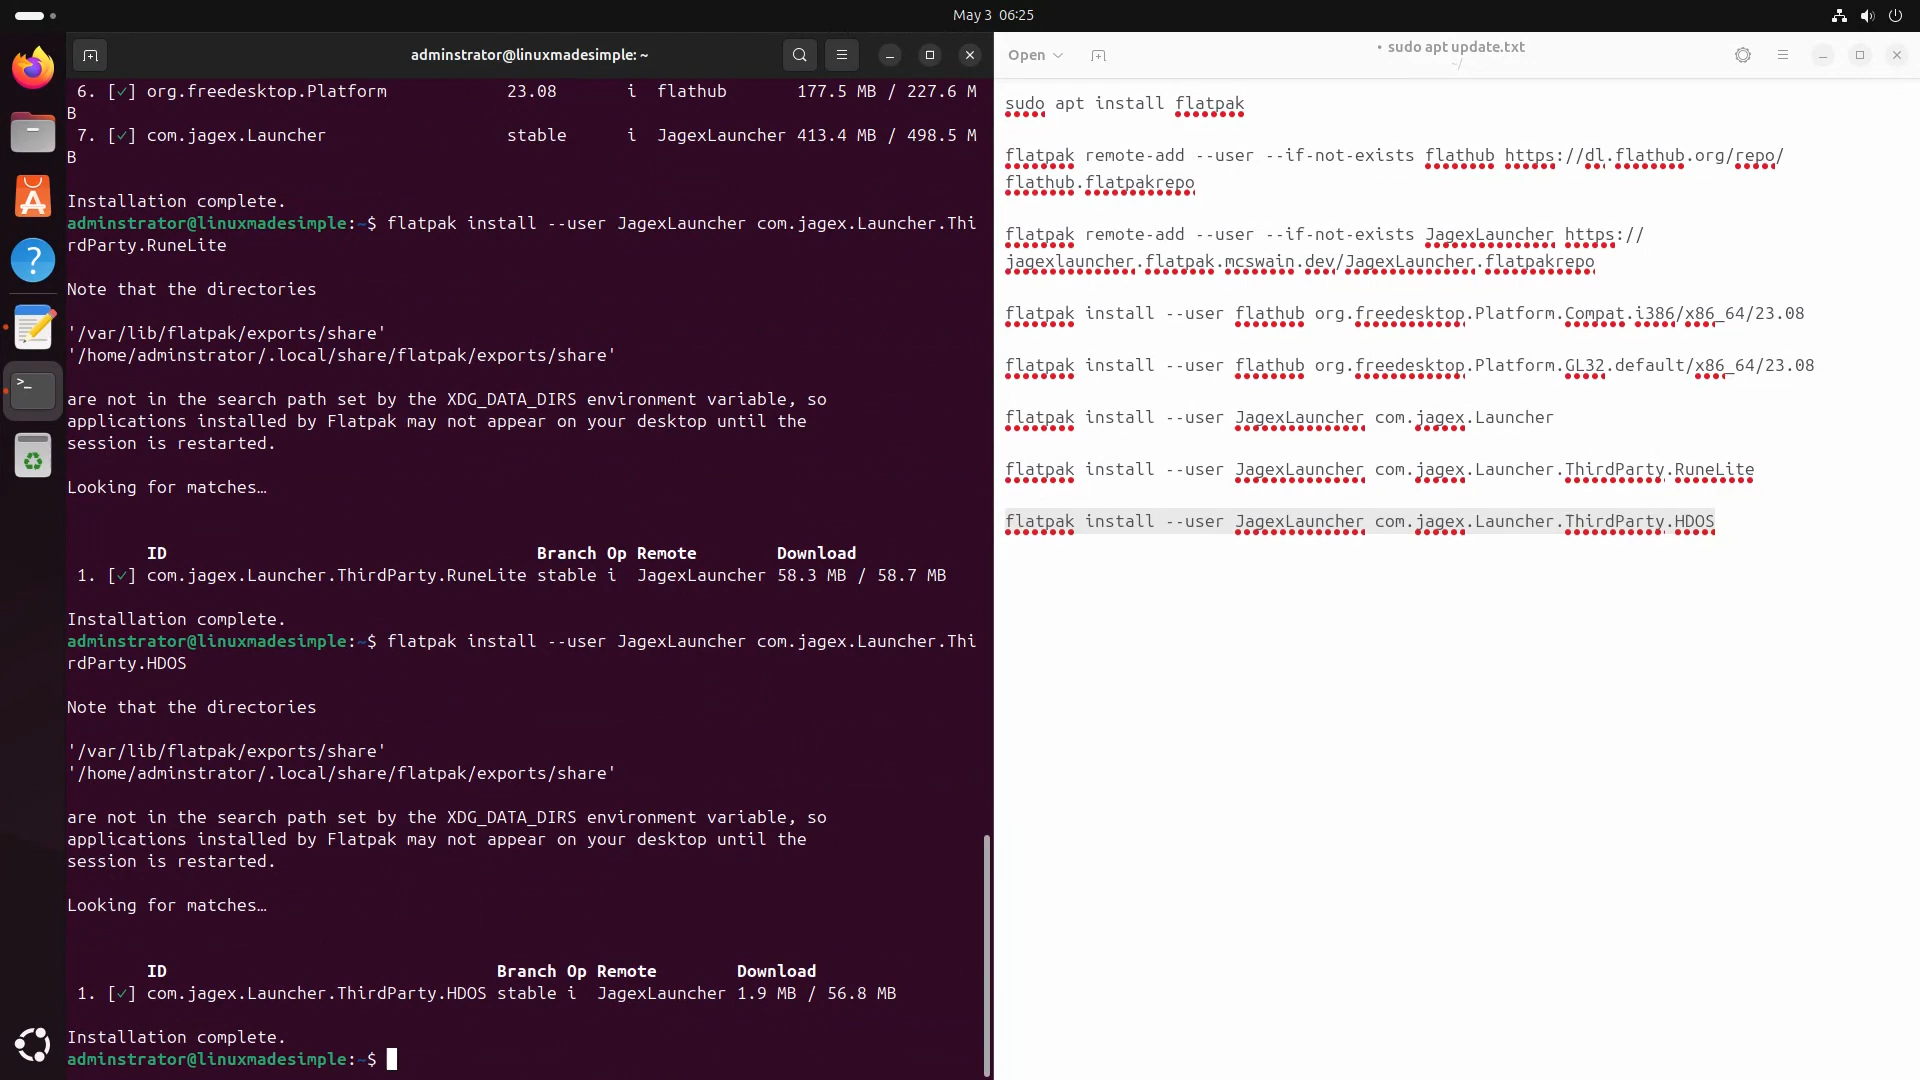 May 3 06:25
adminstrator@linuxmadesimple: ~
6. [✓] org.freedesktop.Platform 23.08 i flathub 177.5 MB / 227.6 M
B
7. [✓] com.jagex.Launcher stable i JagexLauncher 413.4 MB / 498.5 M
B
Installation complete.
adminstrator@linuxmadesimple:~$ flatpak install --user JagexLauncher com.jagex.Launcher.Thi
rdParty.RuneLite
Note that the directories
'/var/lib/flatpak/exports/share'
'/home/adminstrator/.local/share/flatpak/exports/share'
are not in the search path set by the XDG_DATA_DIRS environment variable, so
applications installed by Flatpak may not appear on your desktop until the
session is restarted.
Looking for matches…
ID Branch Op Remote Download
1. [✓] com.jagex.Launcher.ThirdParty.RuneLite stable i JagexLauncher 58.3 MB / 58.7 MB
Installation complete.
adminstrator@linuxmadesimple:~$ flatpak install --user JagexLauncher com.jagex.Launcher.Thi
rdParty.HDOS
Note that the directories
'/var/lib/flatpak/exports/share'
'/home/adminstrator/.local/share/flatpak/exports/share'
are not in the search path set by the XDG_DATA_DIRS environment variable, so
applications installed by Flatpak may not appear on your desktop until the
session is restarted.
Looking for matches…
ID Branch Op Remote Download
1. [✓] com.jagex.Launcher.ThirdParty.HDOS stable i JagexLauncher 1.9 MB / 56.8 MB
Installation complete.
adminstrator@linuxmadesimple:~$
Open
• sudo apt update.txt
~/
sudo apt install flatpak
flatpak remote-add --user --if-not-exists flathub https://dl.flathub.org/repo/
flathub.flatpakrepo
flatpak remote-add --user --if-not-exists JagexLauncher https://
jagexlauncher.flatpak.mcswain.dev/JagexLauncher.flatpakrepo
flatpak install --user flathub org.freedesktop.Platform.Compat.i386/x86_64/23.08
flatpak install --user flathub org.freedesktop.Platform.GL32.default/x86_64/23.08
flatpak install --user JagexLauncher com.jagex.Launcher
flatpak install --user JagexLauncher com.jagex.Launcher.ThirdParty.RuneLite
flatpak install --user JagexLauncher com.jagex.Launcher.ThirdParty.HDOS